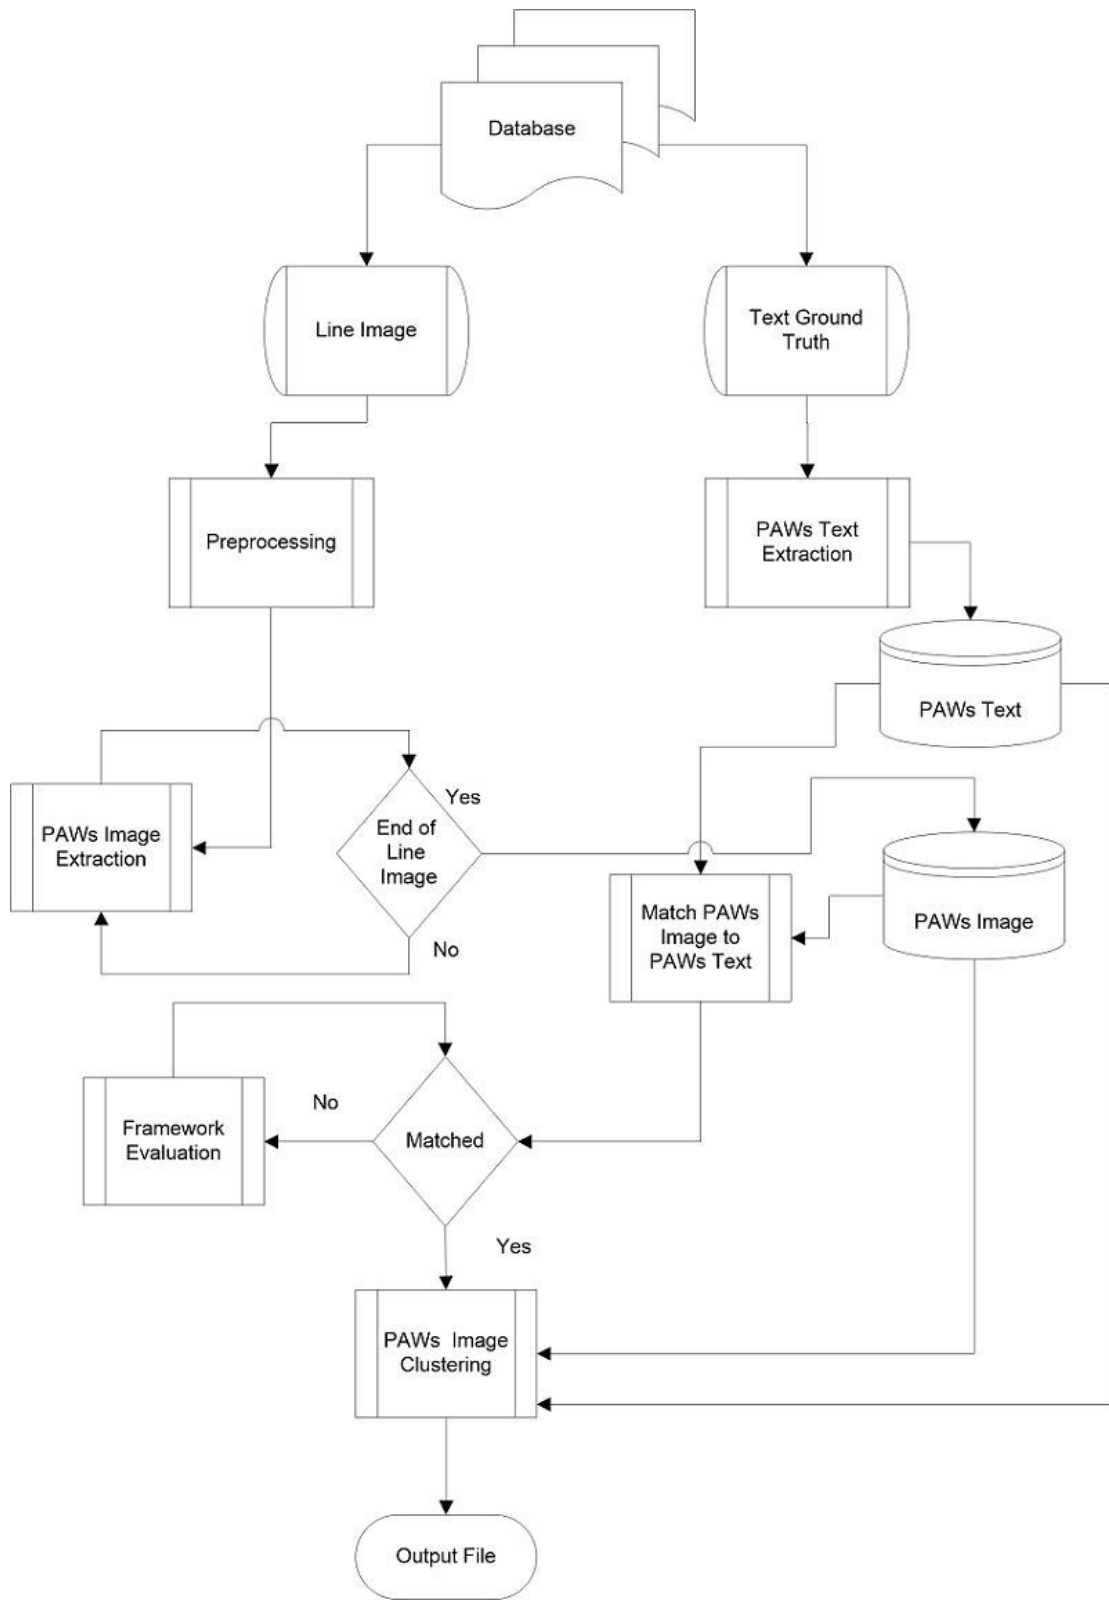 Database
Line Image
Text Ground
Truth
Preprocessing
PAWs Text
Extraction
PAWs Text
Yes
PAWs Image
Extraction
End of
Line
Image
No
PAWs Image
Match PAWs
Image to
PAWs Text
No
Framework
Evaluation
Matched
Yes
PAWs  Image
Clustering
Output File